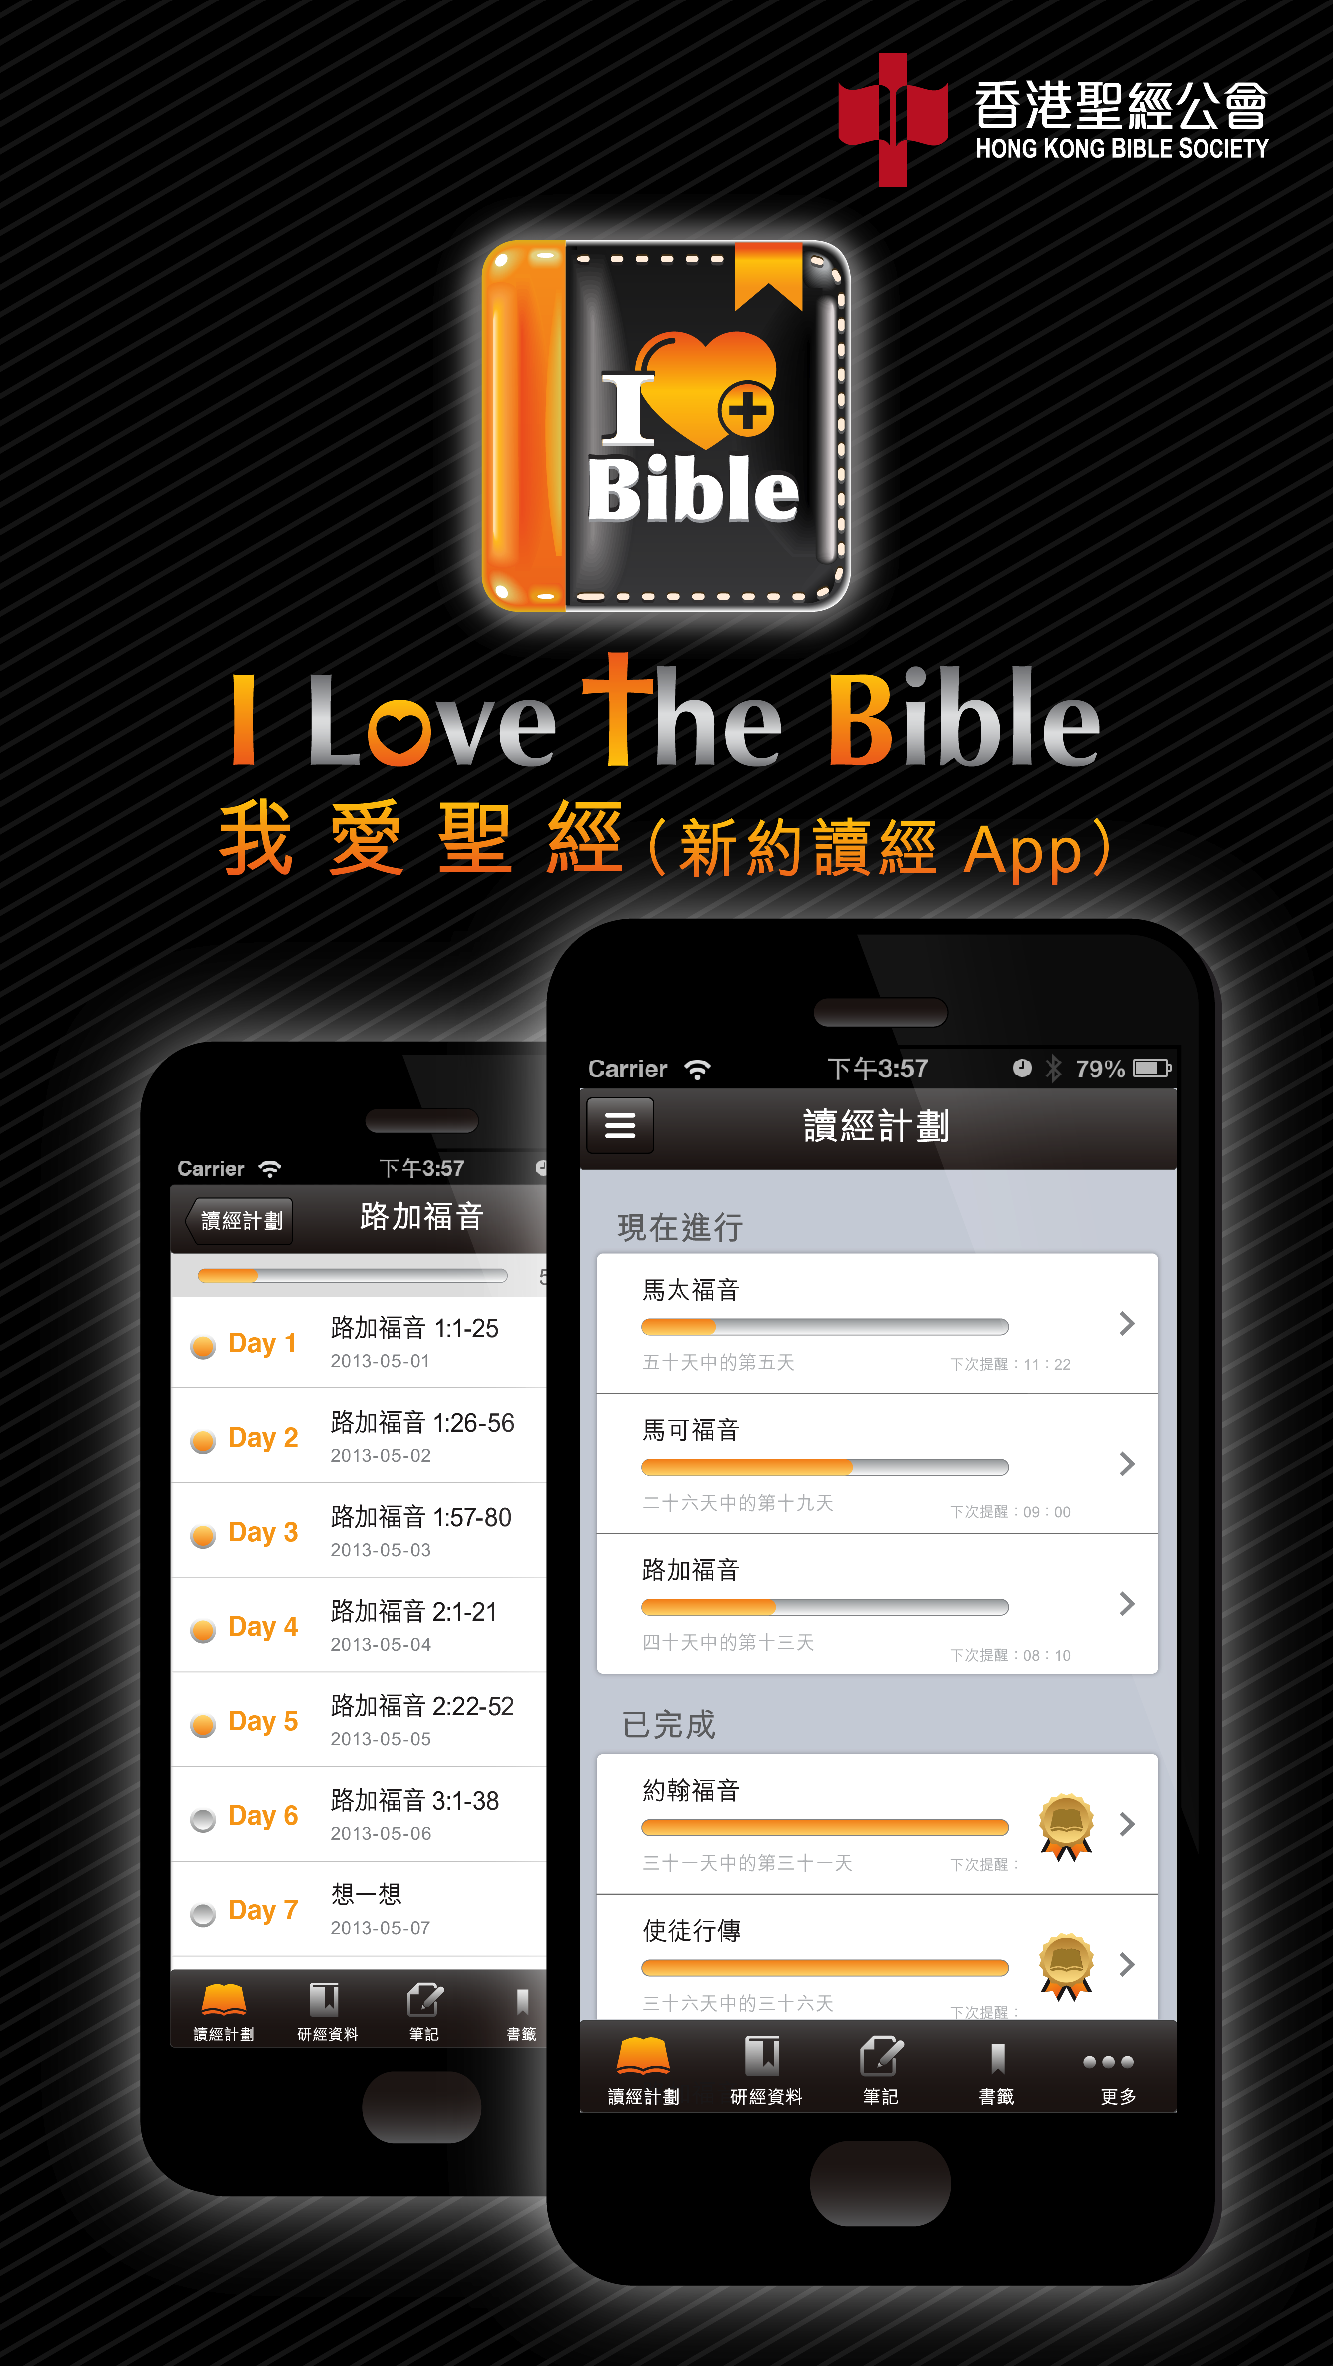 香港聖經公會
HONG KONG BIBLE SOCIETY
I
Bible
I Love The Bible
我愛聖經（新約讀經 App）
Carrier 下午3:57
讀經計劃 路加福音
Day 1 路加福音 1:1-25
2013-05-01
Day 2 路加福音 1:26-56
2013-05-02
Day 3 路加福音 1:57-80
2013-05-03
Day 4 路加福音 2:1-21
2013-05-04
Day 5 路加福音 2:22-52
2013-05-05
Day 6 路加福音 3:1-38
2013-05-06
Day 7 想一想
2013-05-07
讀經計劃 研經資料 筆記 書籤
Carrier 下午3:57 79%
讀經計劃
現在進行
馬太福音
五十天中的第五天 下次提醒：11：22
馬可福音
二十六天中的第十九天 下次提醒：09：00
路加福音
四十天中的第十三天 下次提醒：08：10
已完成
約翰福音
三十一天中的第三十一天 下次提醒：
使徒行傳
三十六天中的三十六天 下次提醒：
讀經計劃 研經資料 筆記 書籤 更多